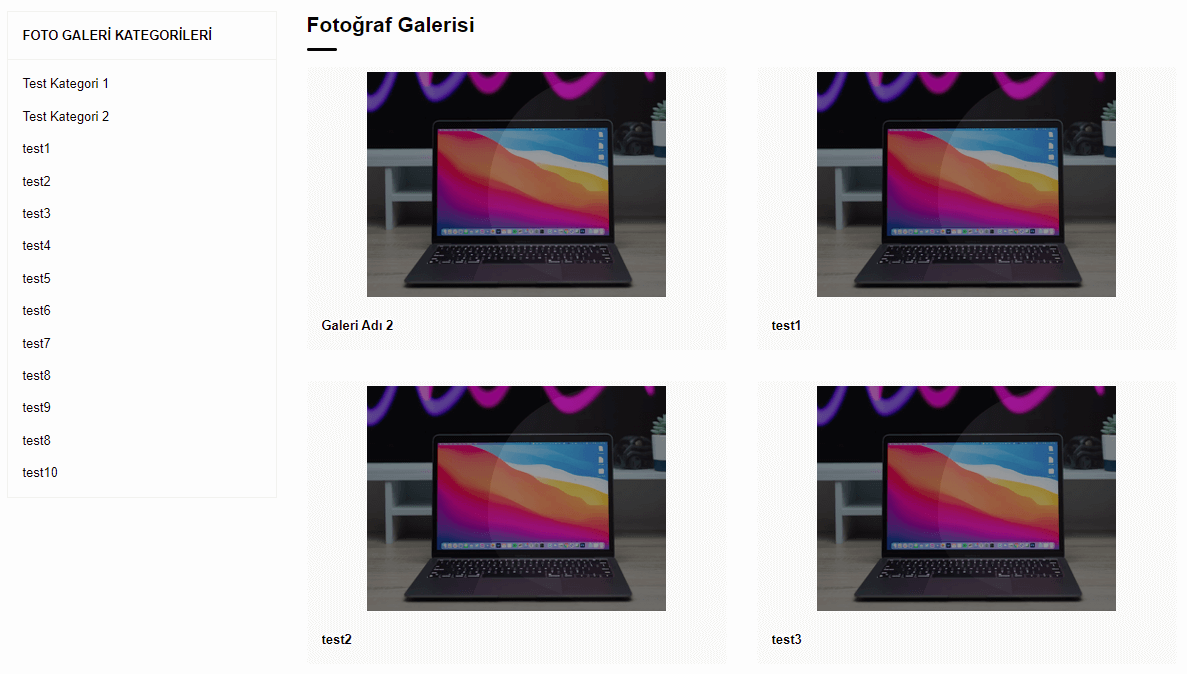 FOTO GALERİ KATEGORİLERİ
Test Kategori 1
Test Kategori 2
test1
test2
test3
test4
test5
test6
test7
test8
test9
test8
test10
Fotoğraf Galerisi
Galeri Adı 2
test1
test2
test3